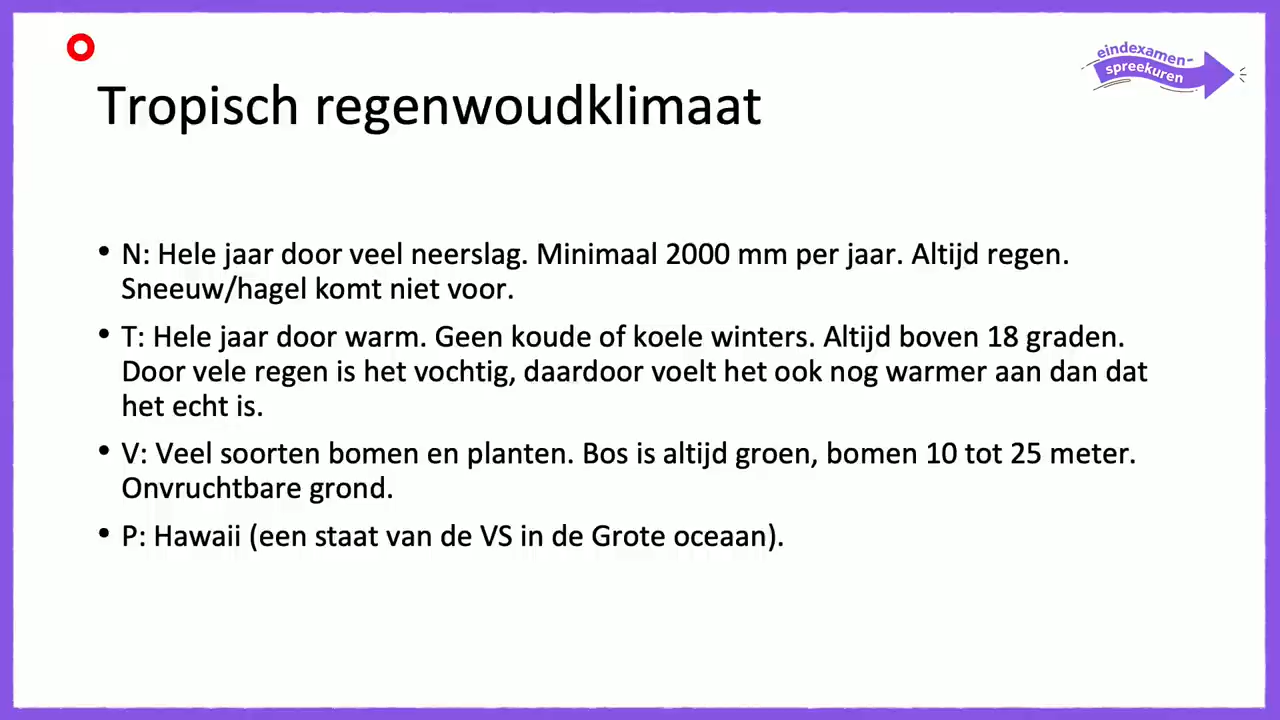 eindexamen-
spreekuren
Tropisch regenwoudklimaat
• N: Hele jaar door veel neerslag. Minimaal 2000 mm per jaar. Altijd regen.
Sneeuw/hagel komt niet voor.
• T: Hele jaar door warm. Geen koude of koele winters. Altijd boven 18 graden.
Door vele regen is het vochtig, daardoor voelt het ook nog warmer aan dan dat
het echt is.
• V: Veel soorten bomen en planten. Bos is altijd groen, bomen 10 tot 25 meter.
Onvruchtbare grond.
• P: Hawaii (een staat van de VS in de Grote oceaan).